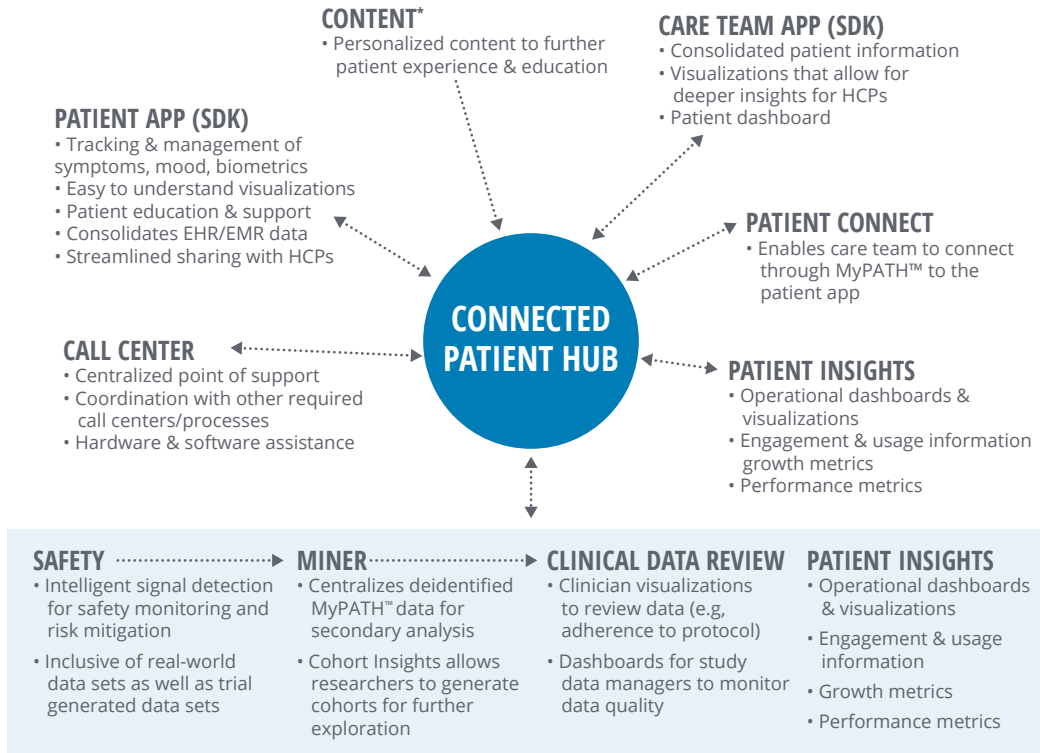 CONTENT*
• Personalized content to further
patient experience & education
CARE TEAM APP (SDK)
• Consolidated patient information
• Visualizations that allow for
deeper insights for HCPs
• Patient dashboard
PATIENT APP (SDK)
• Tracking & management of
symptoms, mood, biometrics
• Easy to understand visualizations
• Patient education & support
• Consolidates EHR/EMR data
• Streamlined sharing with HCPs
PATIENT CONNECT
• Enables care team to connect
through MyPATH™ to the
patient app
CONNECTED
PATIENT HUB
CALL CENTER
• Centralized point of support
• Coordination with other required
call centers/processes
• Hardware & software assistance
PATIENT INSIGHTS
• Operational dashboards &
visualizations
• Engagement & usage information
growth metrics
• Performance metrics
SAFETY
• Intelligent signal detection
for safety monitoring and
risk mitigation
• Inclusive of real-world
data sets as well as trial
generated data sets
MINER
• Centralizes deidentified
MyPATH™ data for
secondary analysis
• Cohort Insights allows
researchers to generate
cohorts for further
exploration
CLINICAL DATA REVIEW
• Clinician visualizations
to review data (e.g,
adherence to protocol)
• Dashboards for study
data managers to monitor
data quality
PATIENT INSIGHTS
• Operational dashboards
& visualizations
• Engagement & usage
information
• Growth metrics
• Performance metrics